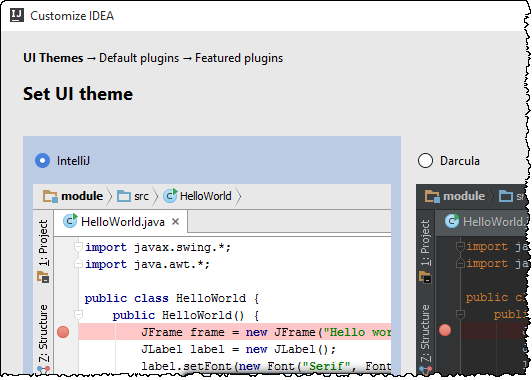 IJ Customize IDEA
UI Themes → Default plugins → Featured plugins
Set UI theme
IntelliJ
module src HelloWorld
HelloWorld.java ×
1: Project
Z: Structure
import javax.swing.*;
import java.awt.*;
public class HelloWorld {
public HelloWorld() {
JFrame frame = new JFrame("Hello wor
JLabel label = new JLabel();
label.setFont(new Font("Serif", Font
Darcula
module
HelloWorld.
1: Project
Z: Structure
import ja
import ja
public c
publ